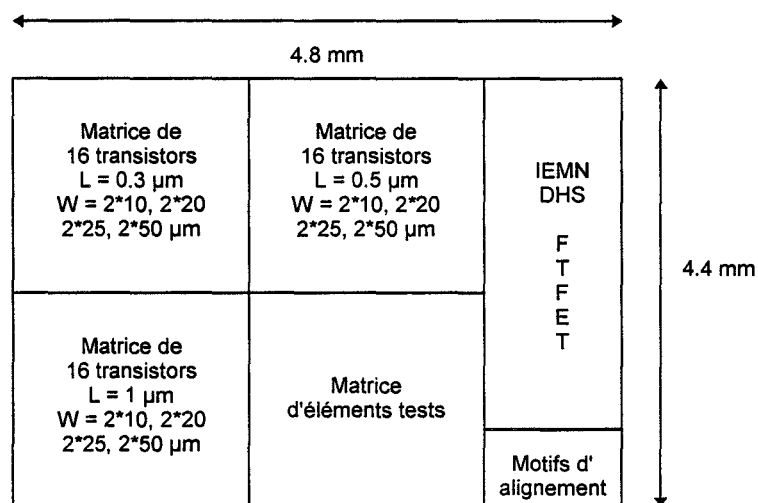 4.8 mm
Matrice de
16 transistors
L = 0.3 µm
W = 2*10, 2*20
2*25, 2*50 µm
Matrice de
16 transistors
L = 0.5 µm
W = 2*10, 2*20
2*25, 2*50 µm
IEMN
DHS
F
T
F
E
T
4.4 mm
Matrice de
16 transistors
L = 1 µm
W = 2*10, 2*20
2*25, 2*50 µm
Matrice
d'éléments tests
Motifs d'
alignement